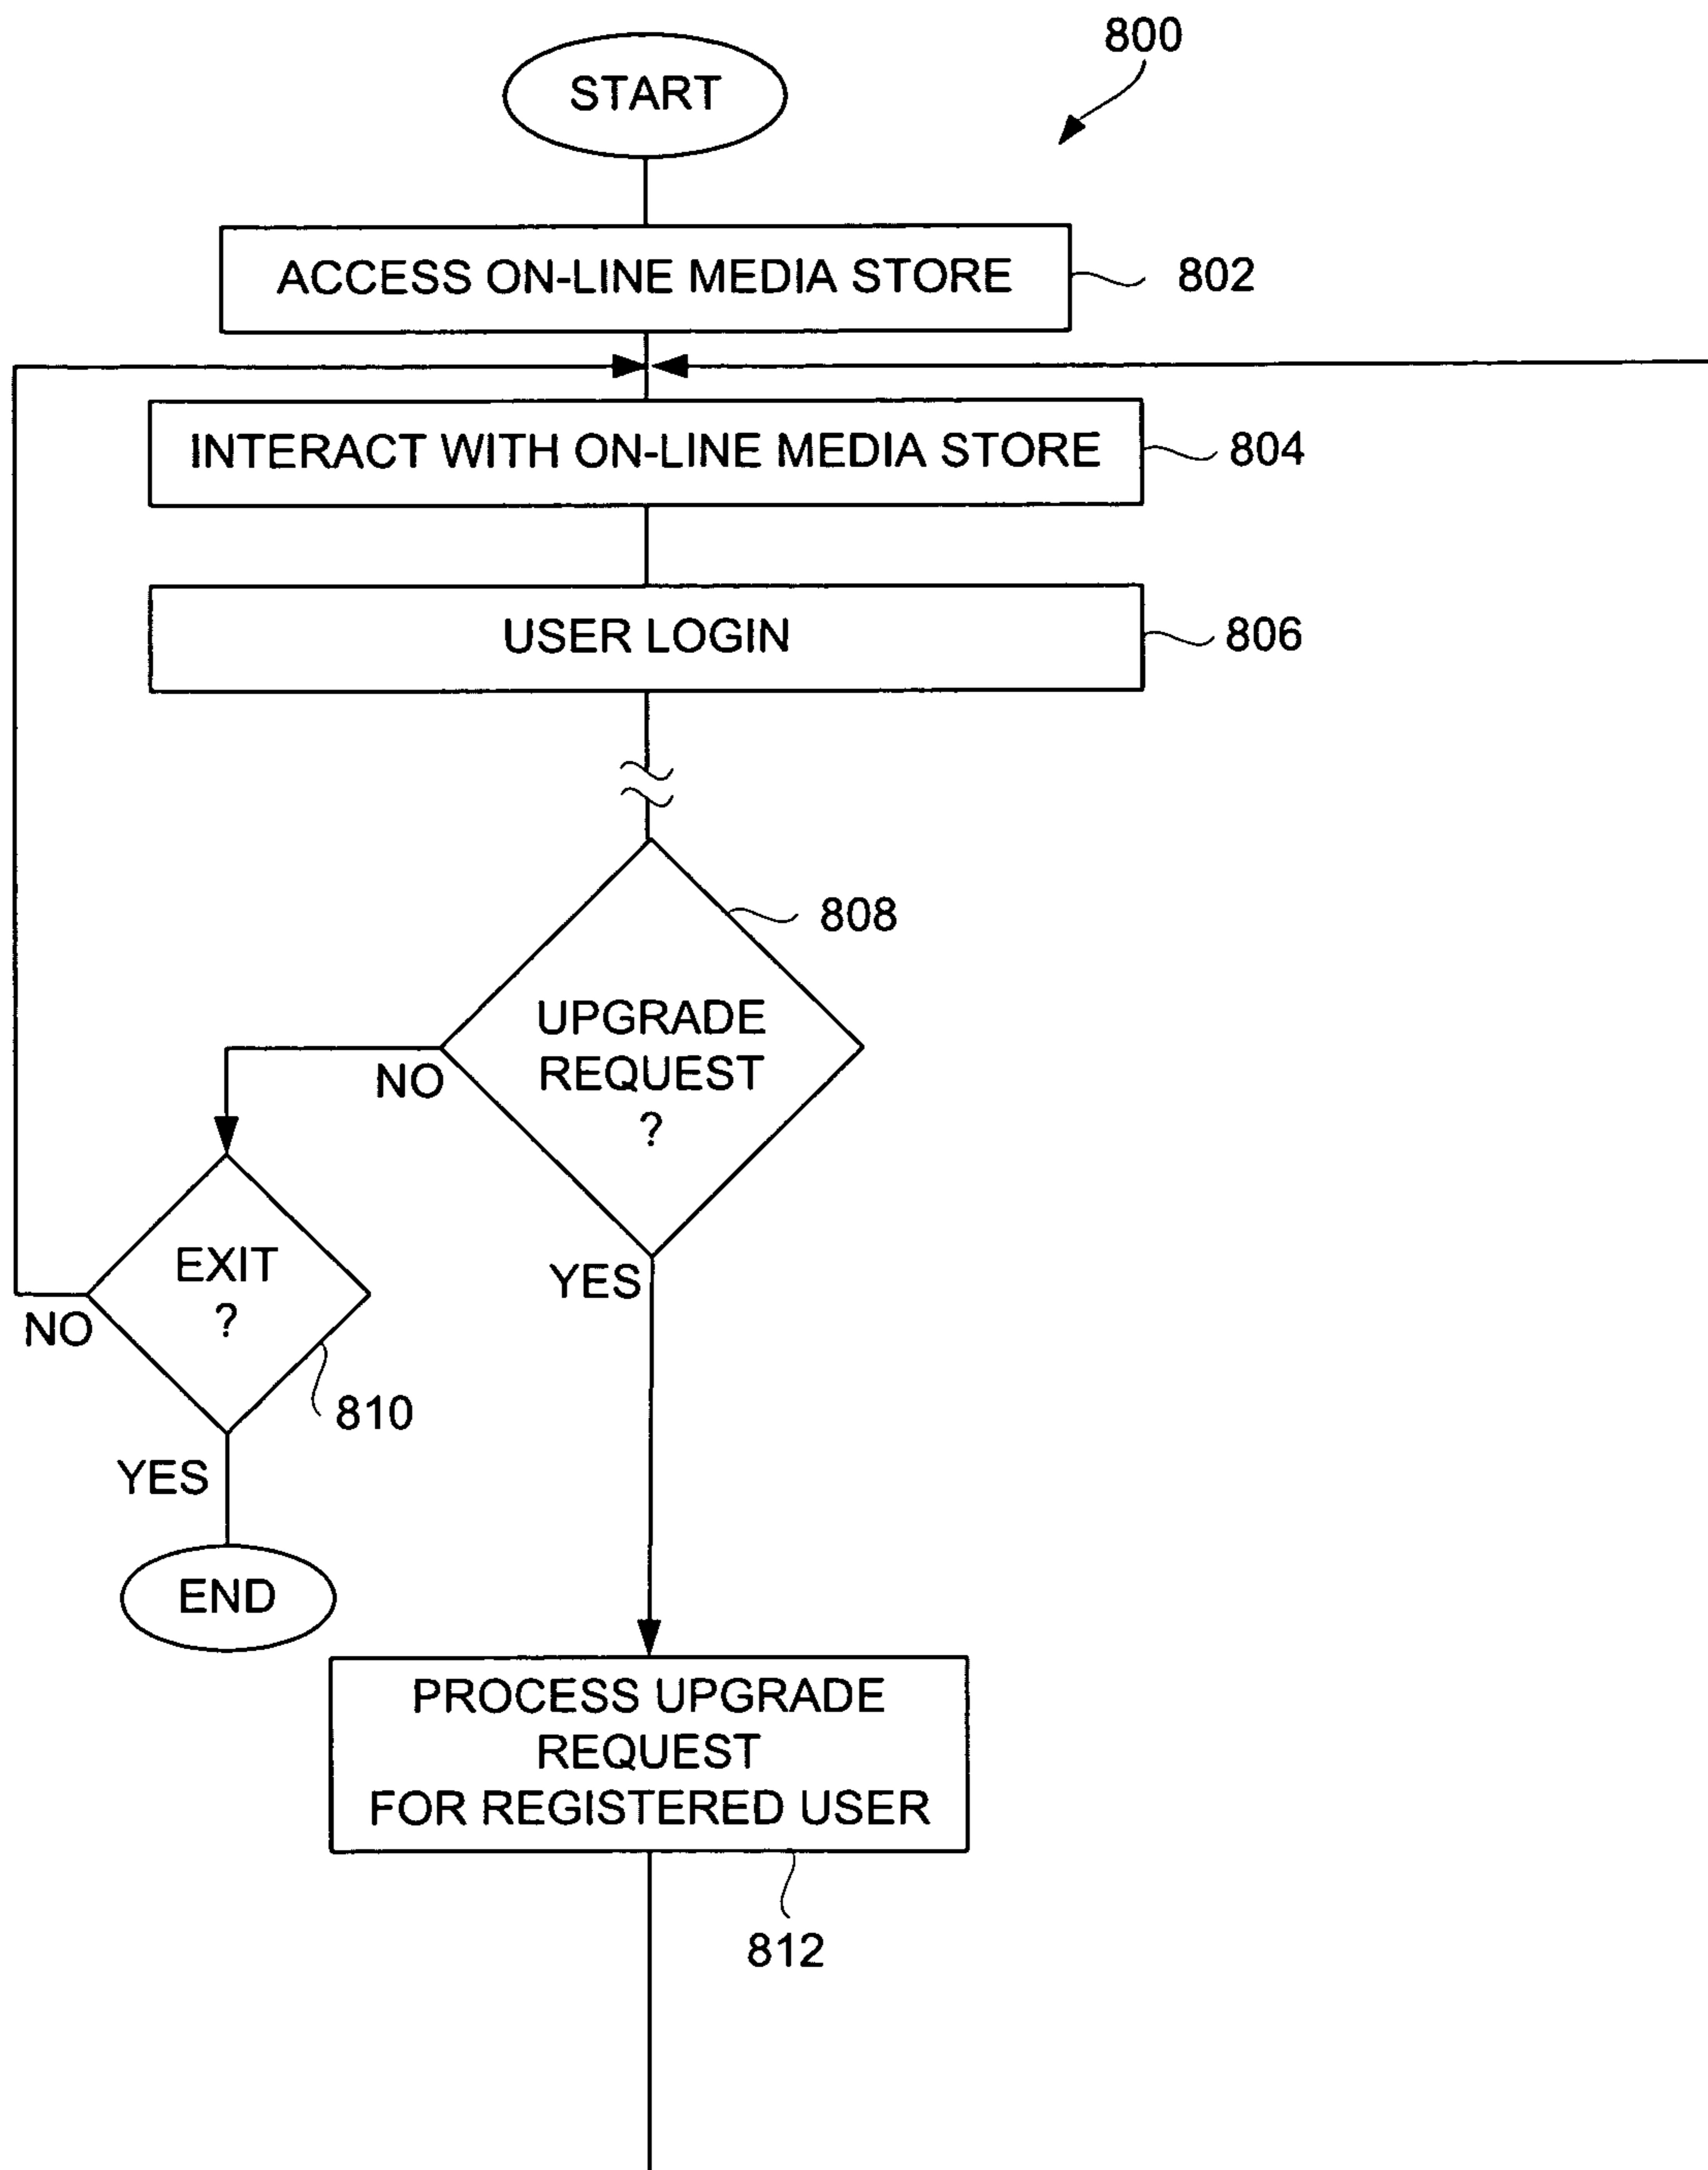 800
START
ACCESS ON-LINE MEDIA STORE
802
INTERACT WITH ON-LINE MEDIA STORE
804
USER LOGIN
806
808
UPGRADE
REQUEST
?
NO
YES
EXIT
?
NO
810
YES
END
PROCESS UPGRADE
REQUEST
FOR REGISTERED USER
812